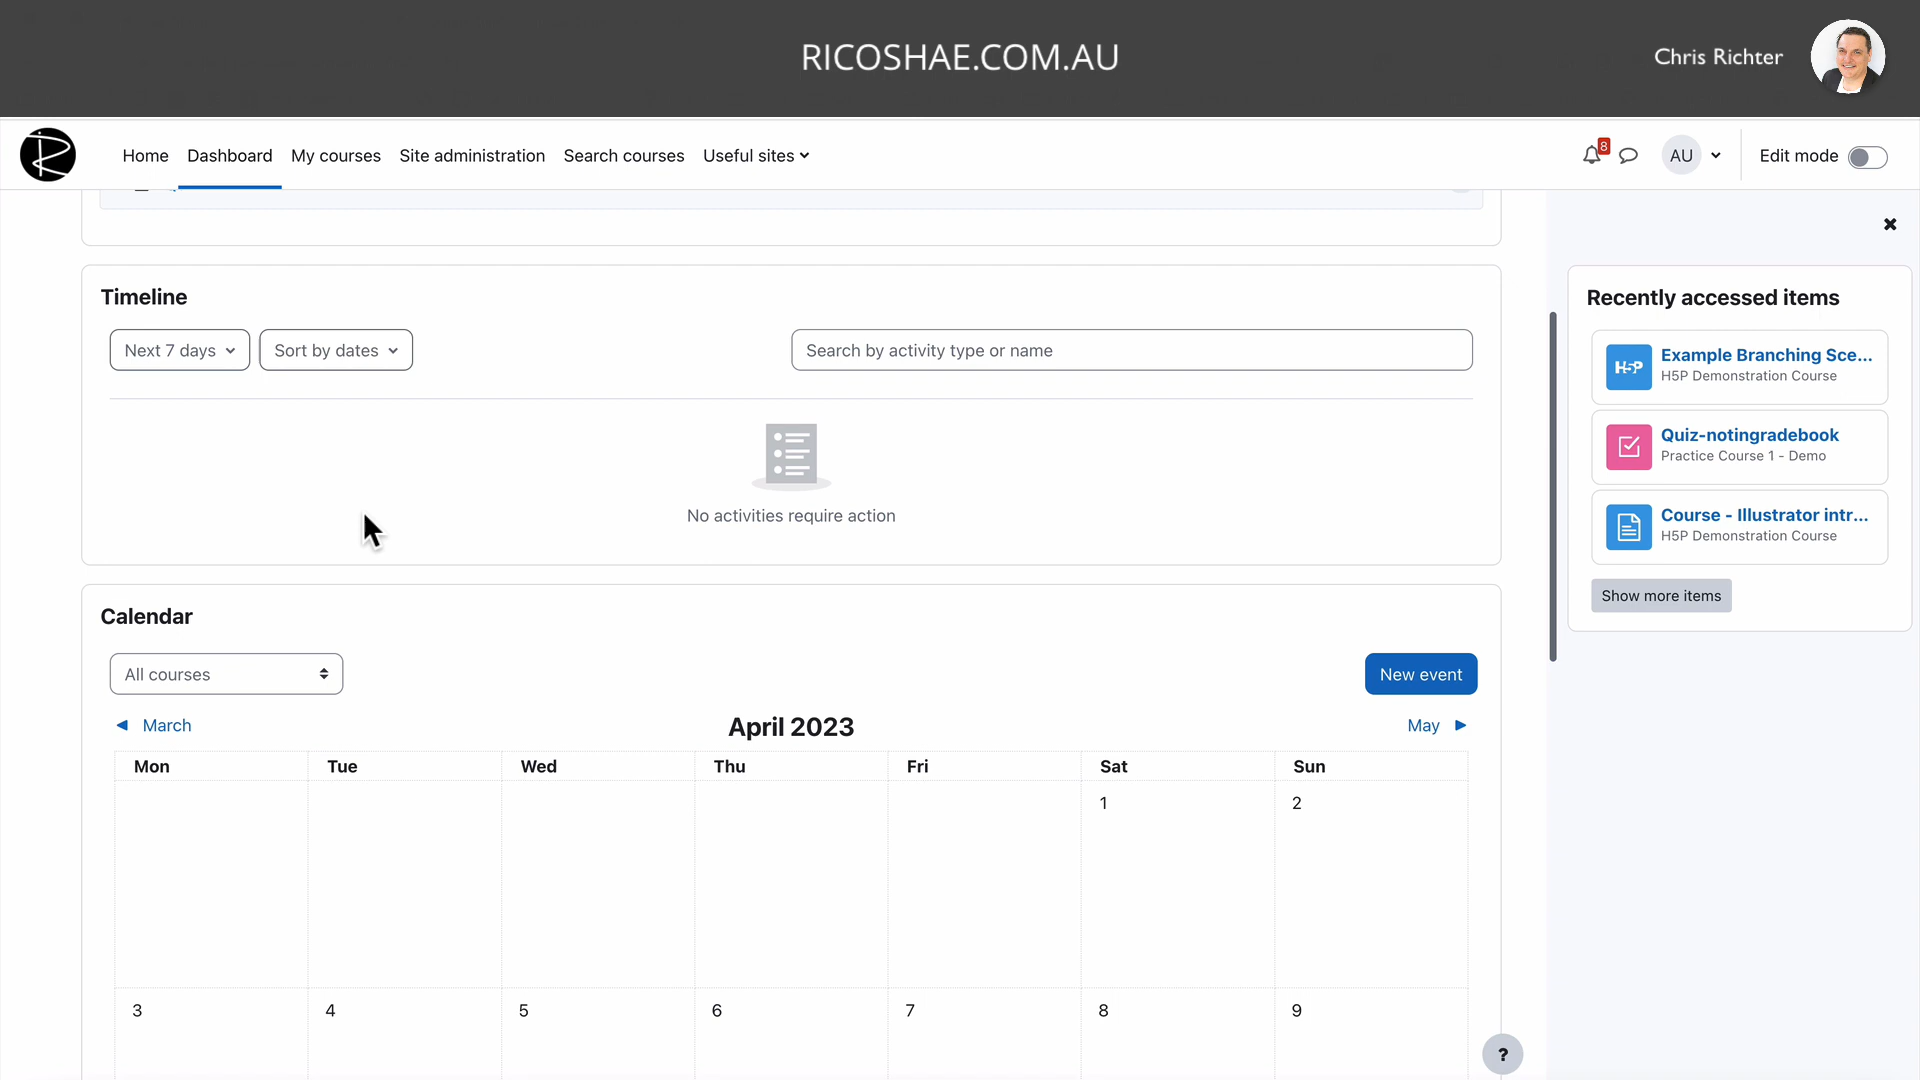 RICOSHAE.COM.AU
Chris Richter
Home Dashboard My courses Site administration Search courses Useful sites
8
AU
Edit mode
Timeline
Next 7 days
Sort by dates
Search by activity type or name
No activities require action
Calendar
All courses
New event
March
April 2023
May
Mon Tue Wed Thu Fri Sat Sun
1 2
3 4 5 6 7 8 9
Recently accessed items
H5P
Example Branching Sce...
H5P Demonstration Course
Quiz-notingradebook
Practice Course 1 - Demo
Course - Illustrator intr...
H5P Demonstration Course
Show more items
?